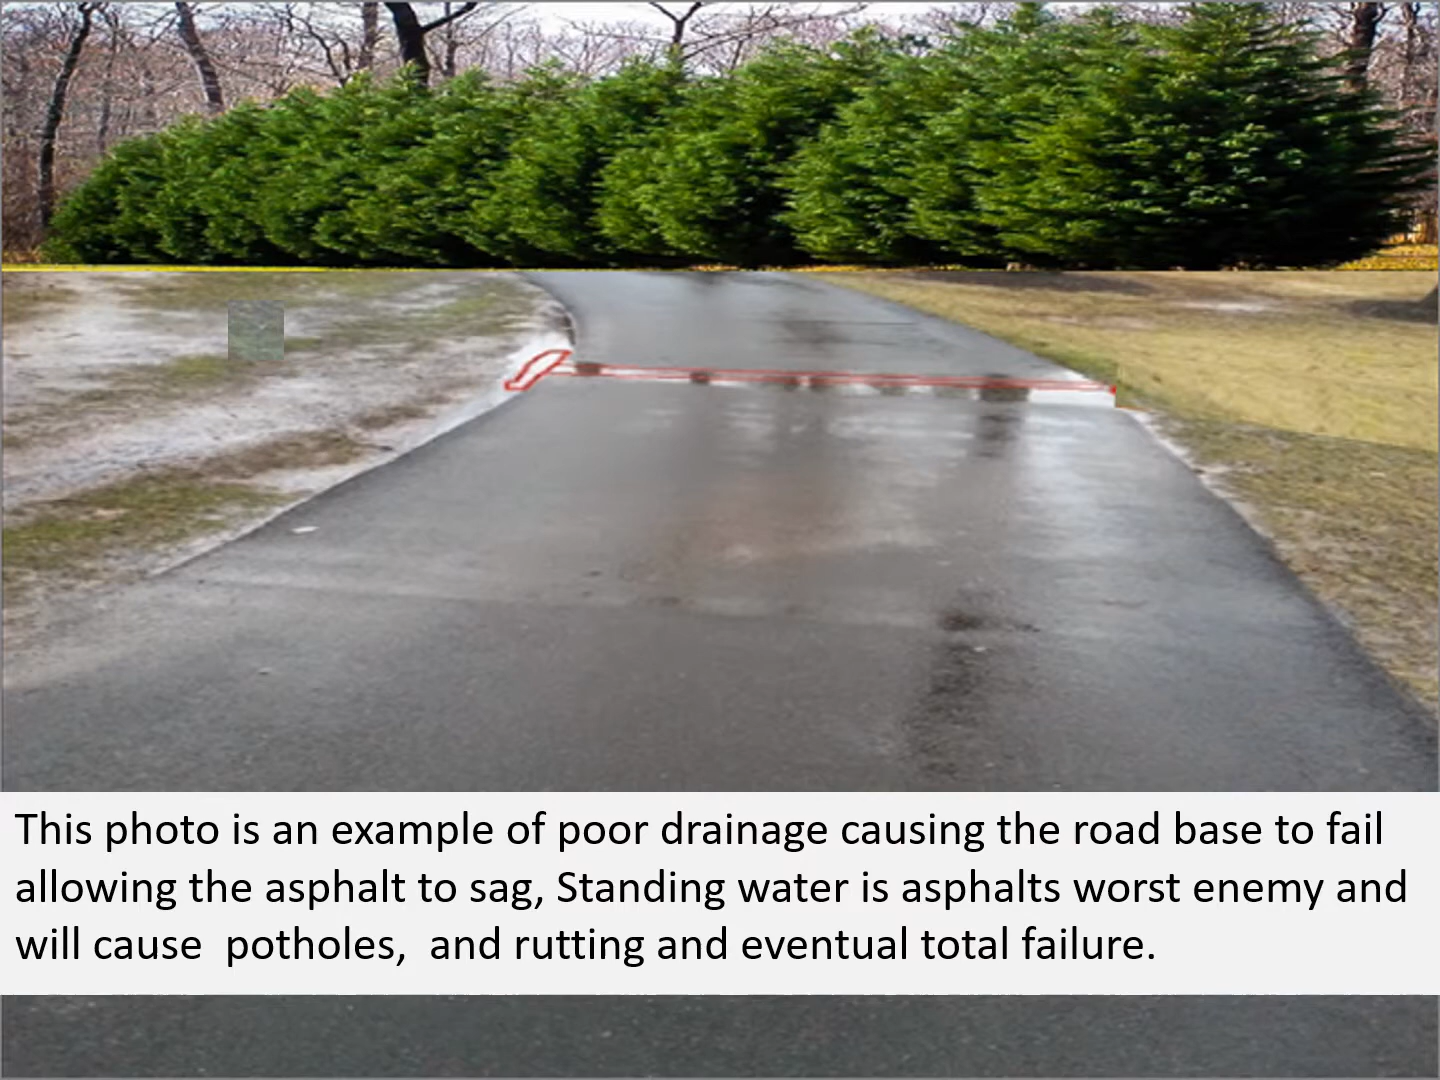 This photo is an example of poor drainage causing the road base to fail
allowing the asphalt to sag, Standing water is asphalts worst enemy and
will cause  potholes,  and rutting and eventual total failure.